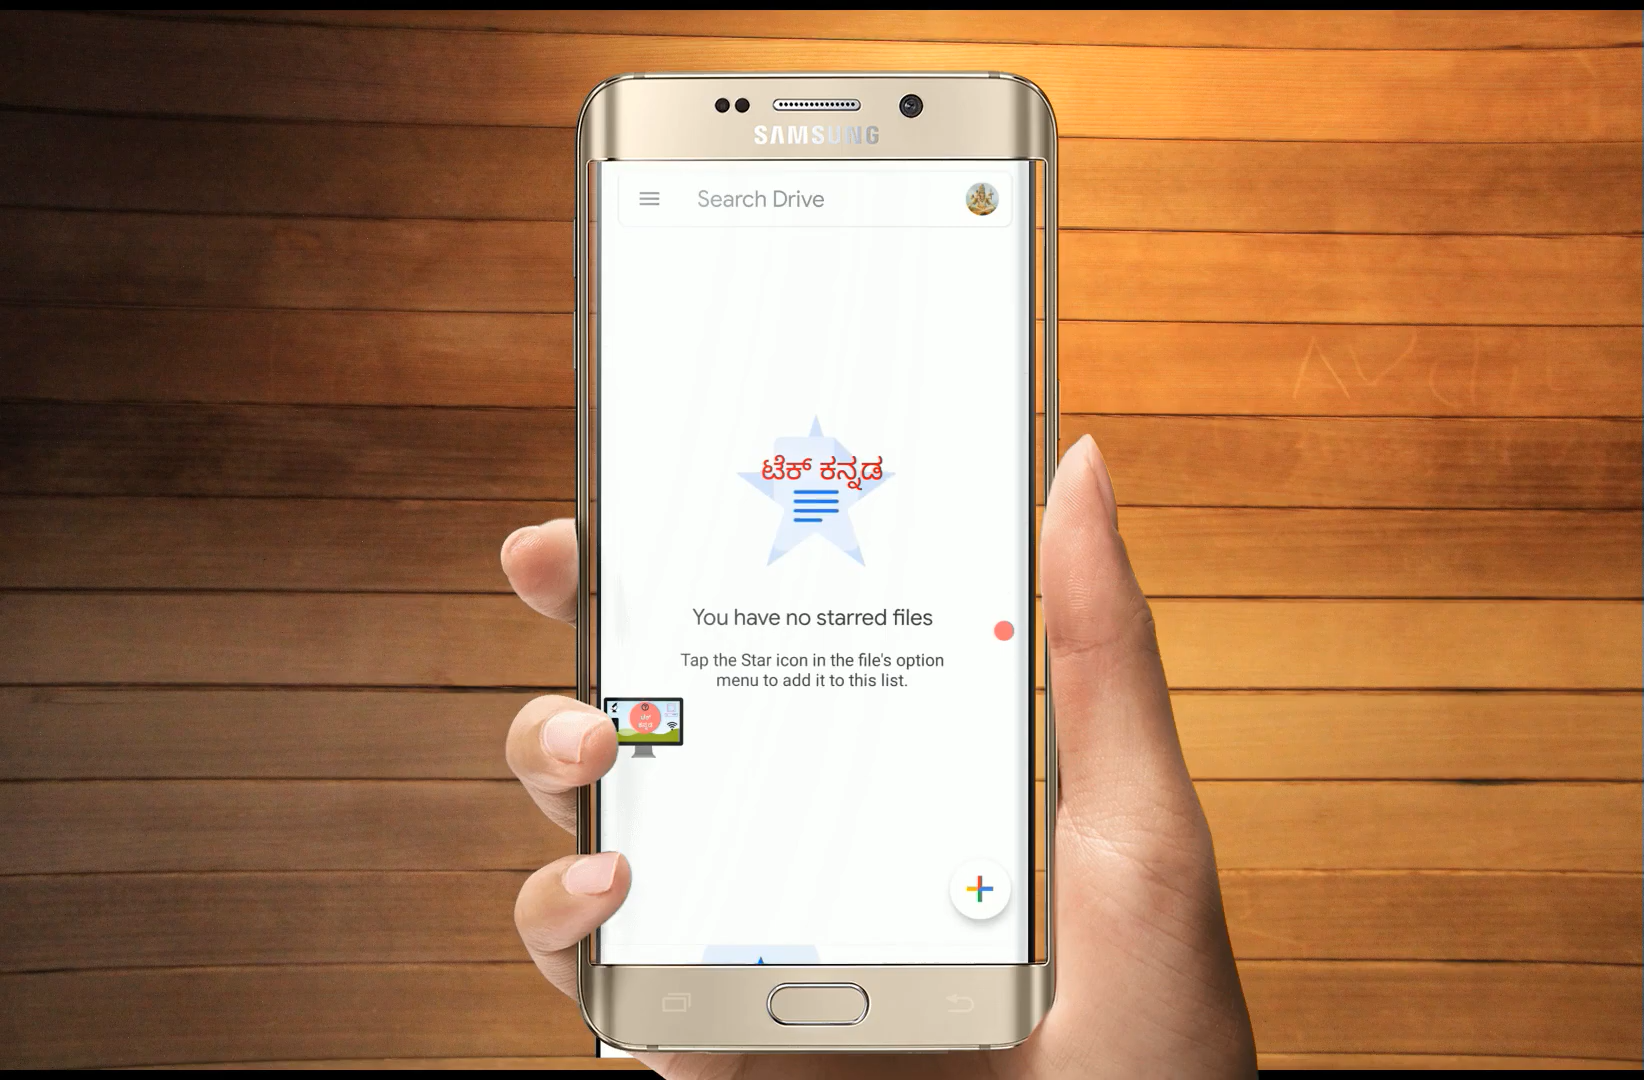 SAMSUNG
Search Drive
ಟೆಕ್ ಕನ್ನಡ
You have no starred files
Tap the Star icon in the file's option
menu to add it to this list.